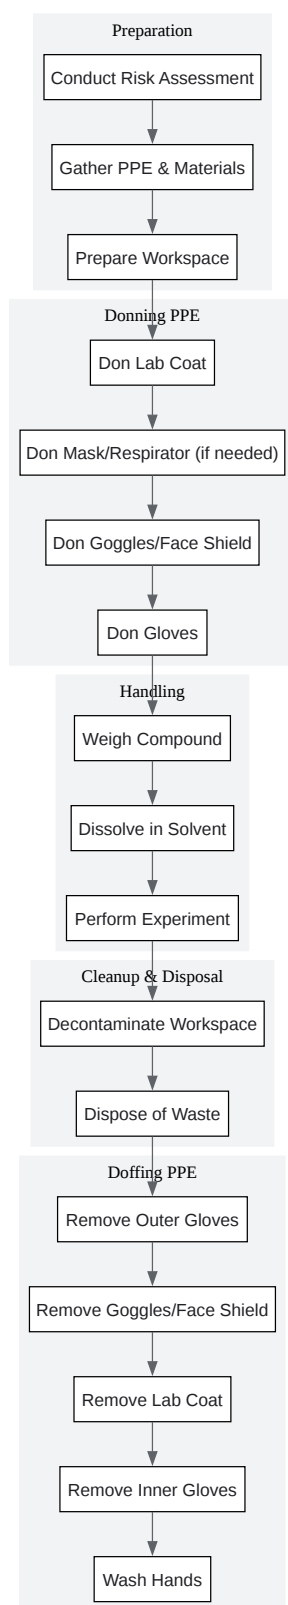 Preparation
Conduct Risk Assessment
Gather PPE & Materials
Prepare Workspace
Donning PPE
Don Lab Coat
Don Mask/Respirator (if needed)
Don Goggles/Face Shield
Don Gloves
Handling
Weigh Compound
Dissolve in Solvent
Perform Experiment
Cleanup & Disposal
Decontaminate Workspace
Dispose of Waste
Doffing PPE
Remove Outer Gloves
Remove Goggles/Face Shield
Remove Lab Coat
Remove Inner Gloves
Wash Hands